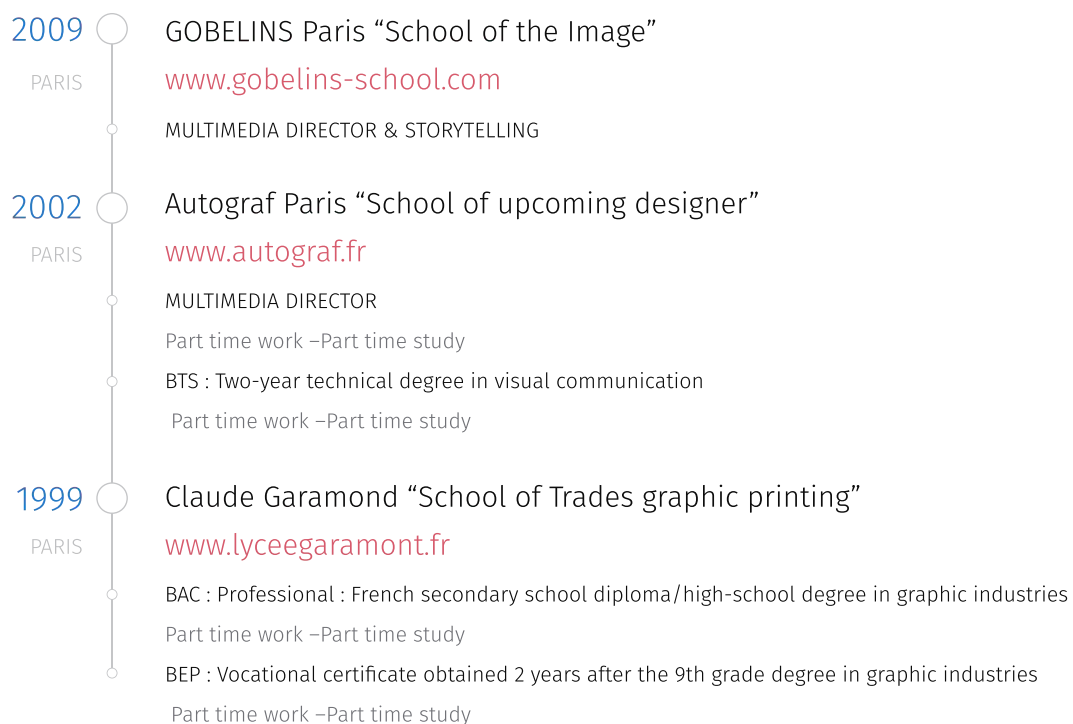 2009
GOBELINS Paris “School of the Image”
PARIS
www.gobelins-school.com
MULTIMEDIA DIRECTOR & STORYTELLING
2002
Autograf Paris “School of upcoming designer”
PARIS
www.autograf.fr
MULTIMEDIA DIRECTOR
Part time work –Part time study
BTS : Two-year technical degree in visual communication
Part time work –Part time study
1999
Claude Garamond “School of Trades graphic printing”
PARIS
www.lyceegaramont.fr
BAC : Professional : French secondary school diploma/high-school degree in graphic industries
Part time work –Part time study
BEP : Vocational certificate obtained 2 years after the 9th grade degree in graphic industries
Part time work –Part time study